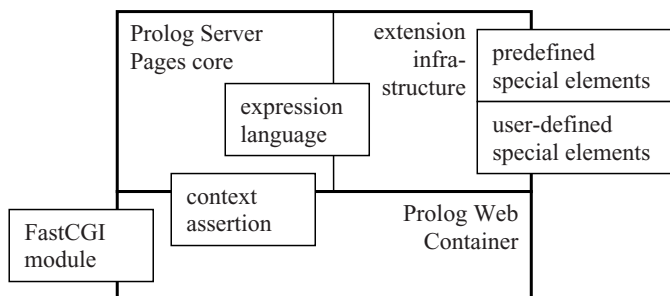 Prolog Server
Pages core
extension
infra-
structure
predefined
special elements
expression
language
user-defined
special elements
context
assertion
FastCGI
module
Prolog Web
Container